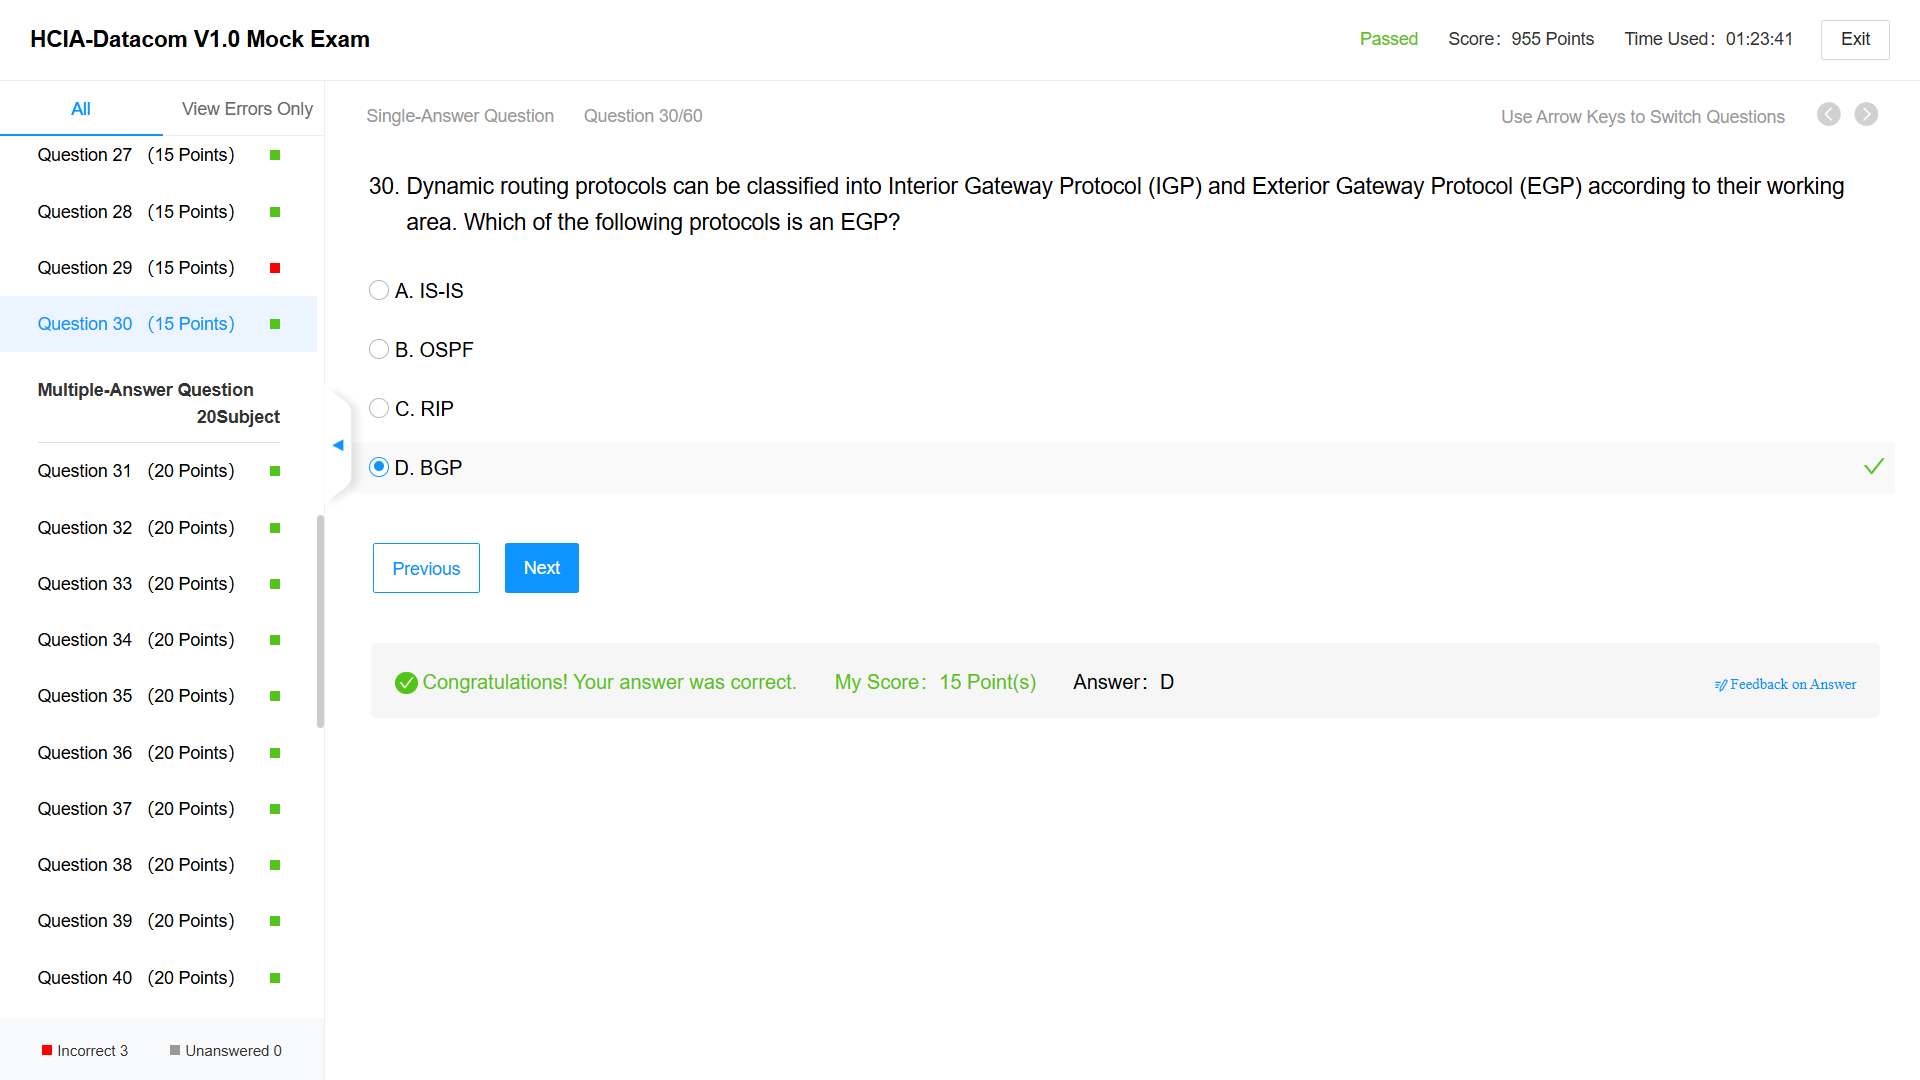 HCIA-Datacom V1.0 Mock Exam
Passed
Score： 955 Points
Time Used： 01:23:41
Exit
All
View Errors Only
Question 27 （15 Points）
Question 28 （15 Points）
Question 29 （15 Points）
Question 30 （15 Points）
Multiple-Answer Question
20Subject
Question 31 （20 Points）
Question 32 （20 Points）
Question 33 （20 Points）
Question 34 （20 Points）
Question 35 （20 Points）
Question 36 （20 Points）
Question 37 （20 Points）
Question 38 （20 Points）
Question 39 （20 Points）
Question 40 （20 Points）
Incorrect 3
Unanswered 0
Single-Answer Question
Question 30/60
Use Arrow Keys to Switch Questions
30. Dynamic routing protocols can be classified into Interior Gateway Protocol (IGP) and Exterior Gateway Protocol (EGP) according to their working
area. Which of the following protocols is an EGP?
A. IS-IS
B. OSPF
C. RIP
D. BGP
Previous
Next
Congratulations! Your answer was correct.
My Score： 15 Point(s)
Answer： D
Feedback on Answer